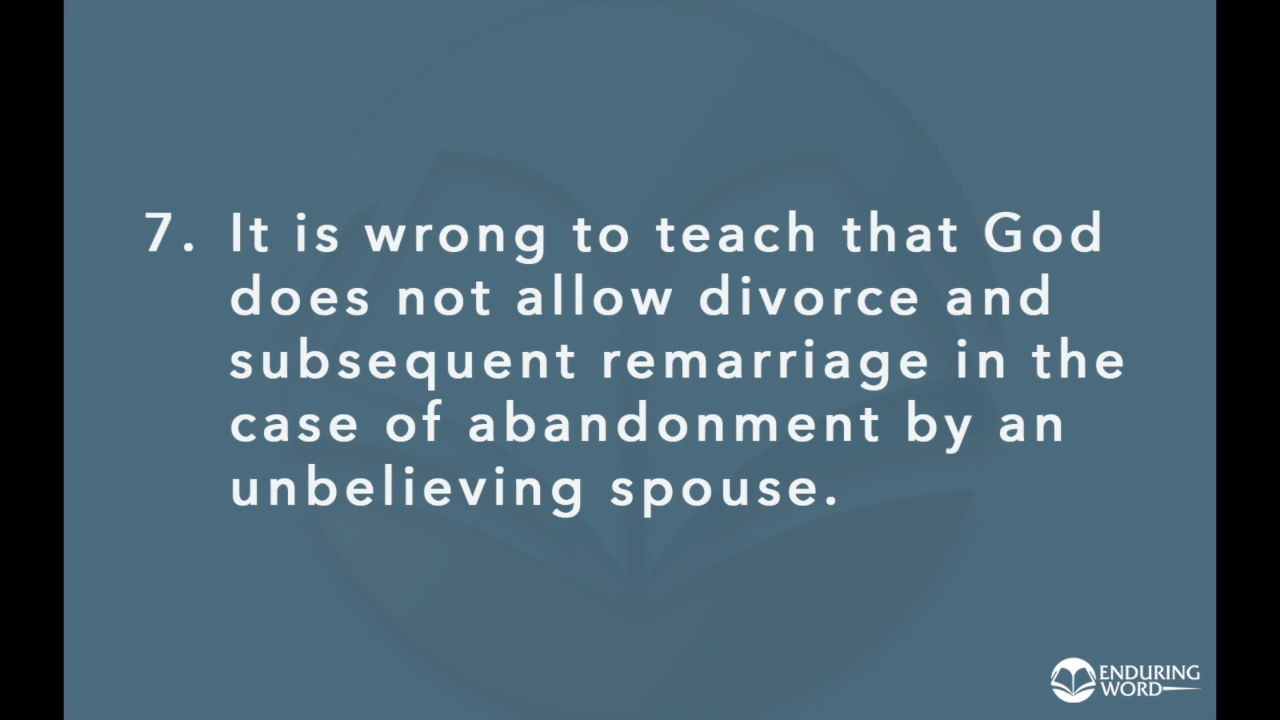 7. It is wrong to teach that God
does not allow divorce and
subsequent remarriage in the
case of abandonment by an
unbelieving spouse.
ENDURING
WORD